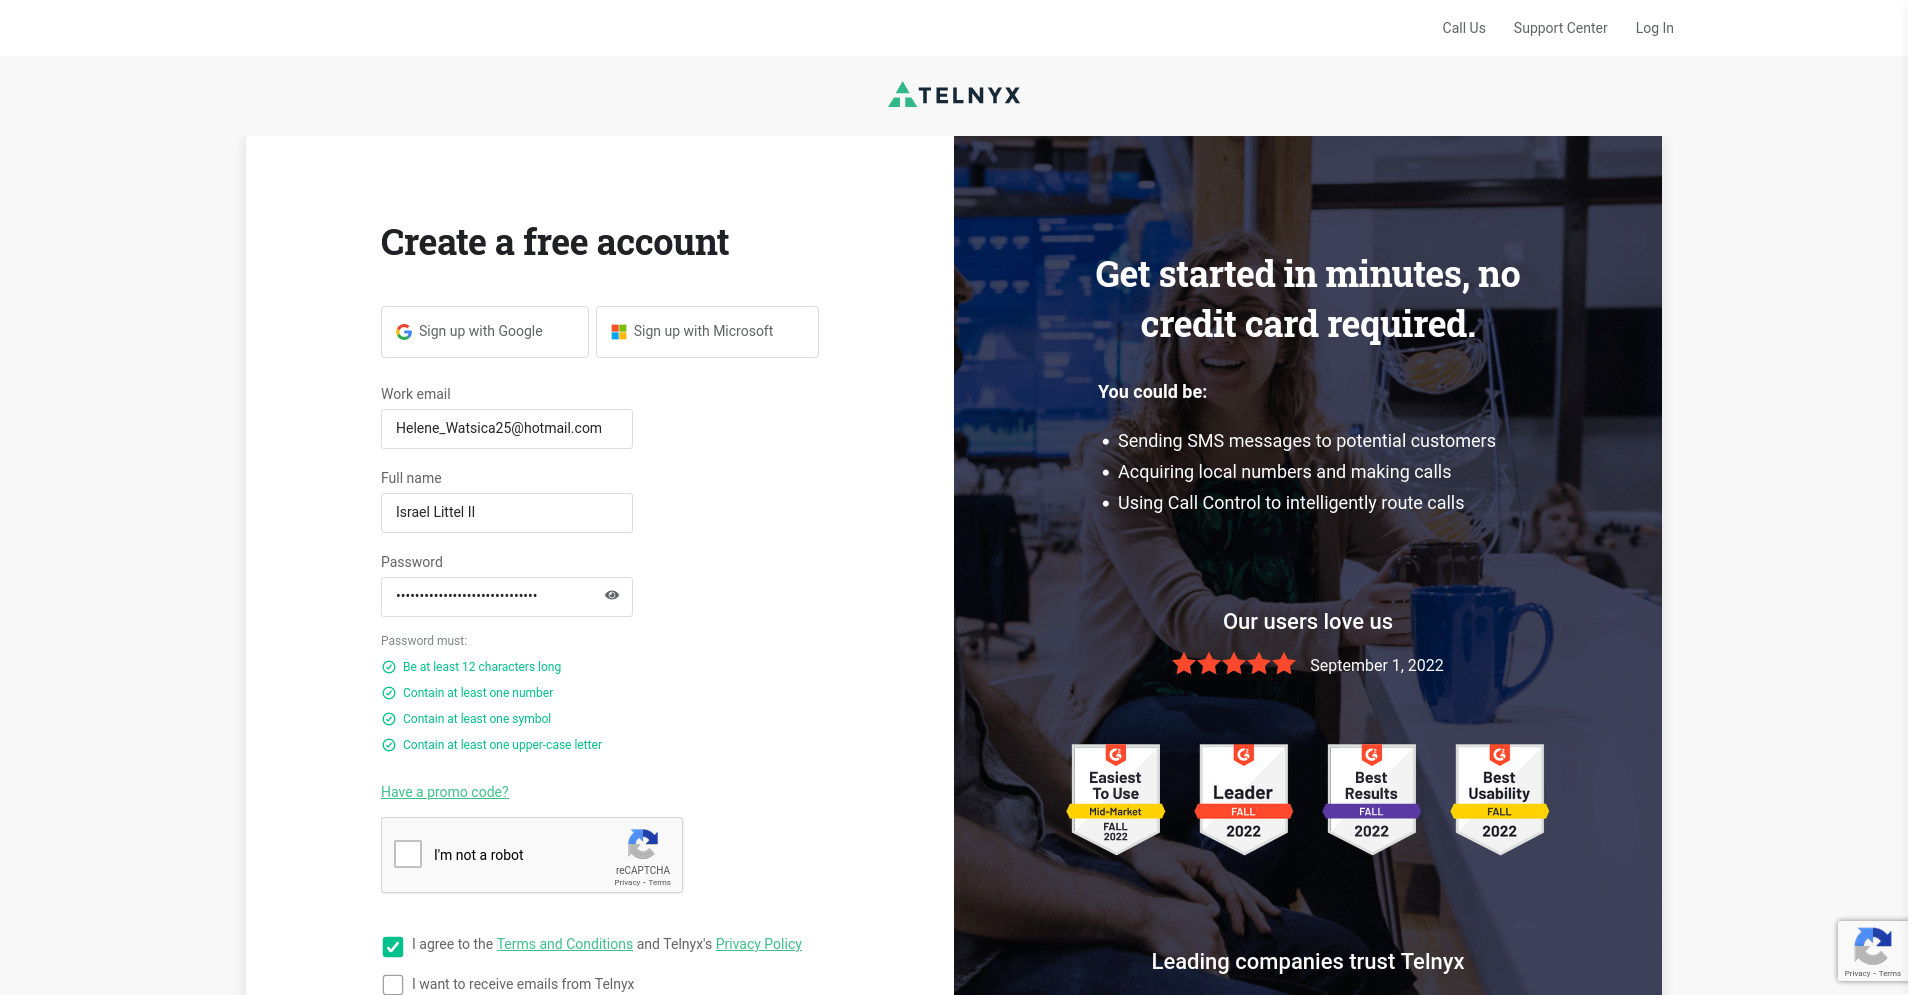 Call Us Support Center Log In
TELNYX
Create a free account
Sign up with Google Sign up with Microsoft
Work email
Helene_Watsica25@hotmail.com
Full name
Israel Littel II
Password
••••••••••••••••••••••••••••••
Password must:
Be at least 12 characters long
Contain at least one number
Contain at least one symbol
Contain at least one upper-case letter
Have a promo code?
I'm not a robot
reCAPTCHA
Privacy - Terms
I agree to the Terms and Conditions and Telnyx's Privacy Policy
I want to receive emails from Telnyx
Get started in minutes, no
credit card required.
You could be:
• Sending SMS messages to potential customers
• Acquiring local numbers and making calls
• Using Call Control to intelligently route calls
Our users love us
September 1, 2022
Easiest
To Use
Mid-Market
FALL
2022
Leader
FALL
2022
Best
Results
FALL
2022
Best
Usability
FALL
2022
Leading companies trust Telnyx
Privacy - Terms